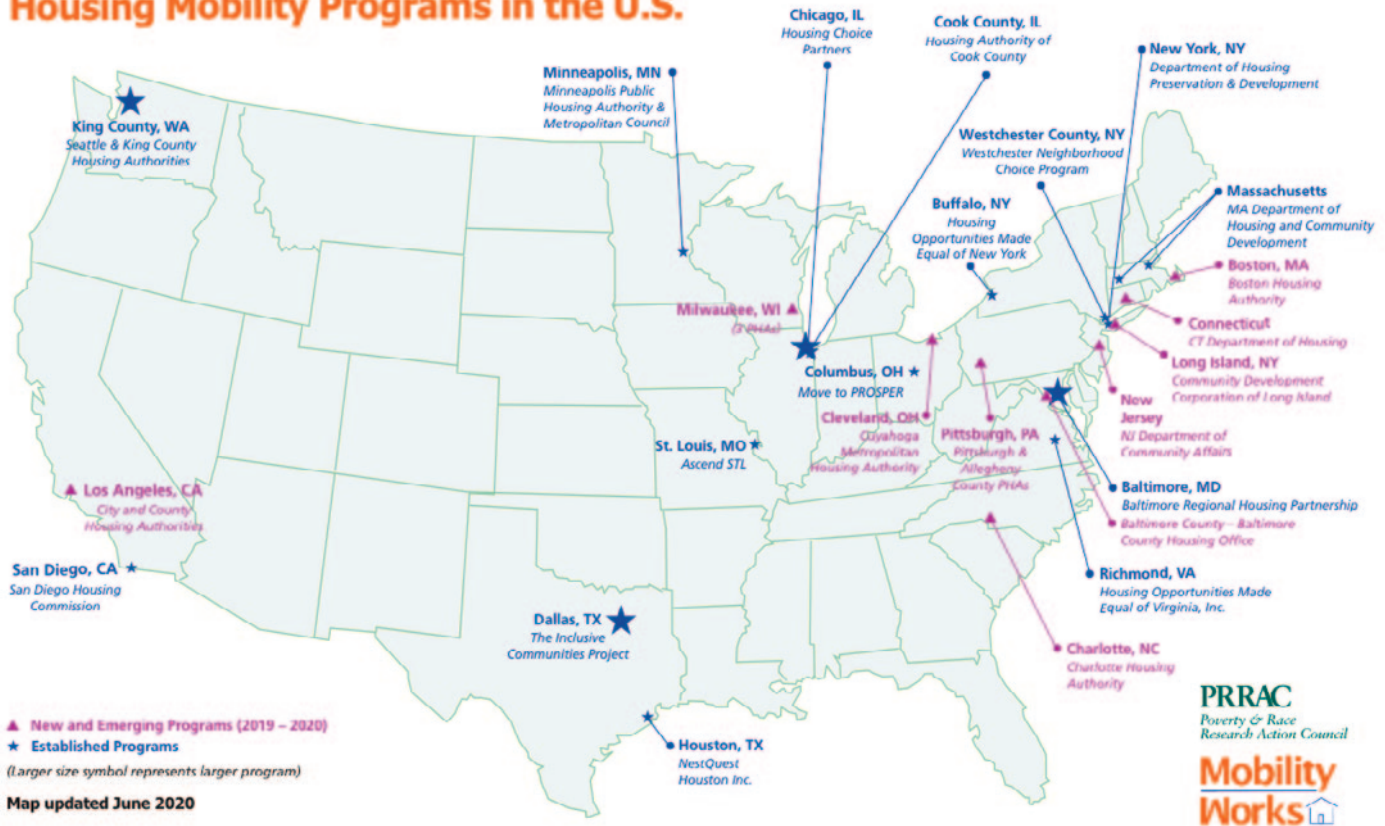 Housing Mobility Programs in the U.S.
Chicago, IL
Housing Choice
Partners
Cook County, IL
Housing Authority of
Cook County
New York, NY
Department of Housing
Preservation & Development
Minneapolis, MN
Minneapolis Public
Housing Authority &
Metropolitan Council
King County, WA
Seattle & King County
Housing Authorities
Westchester County, NY
Westchester Neighborhood
Choice Program
Buffalo, NY
Housing
Opportunities Made
Equal of New York
Massachusetts
MA Department of
Housing and Community
Development
Boston, MA
Boston Housing
Authority
Milwaukee, WI
(3 PHAs)
Connecticut
CT Department of Housing
Long Island, NY
Community Development
Corporation of Long Island
Columbus, OH
Move to PROSPER
New
Jersey
NJ Department of
Community Affairs
Cleveland, OH
Cuyahoga
Metropolitan
Housing Authority
Pittsburgh, PA
Pittsburgh &
Allegheny
County PHAs
St. Louis, MO
Ascend STL
Los Angeles, CA
City and County
Housing Authorities
Baltimore, MD
Baltimore Regional Housing Partnership
Baltimore County – Baltimore
County Housing Office
San Diego, CA
San Diego Housing
Commission
Richmond, VA
Housing Opportunities Made
Equal of Virginia, Inc.
Dallas, TX
The Inclusive
Communities Project
Charlotte, NC
Charlotte Housing
Authority
Houston, TX
NestQuest
Houston Inc.
New and Emerging Programs (2019 – 2020)
Established Programs
(Larger size symbol represents larger program)
Map updated June 2020
PRRAC
Poverty & Race
Research Action Council
Mobility
Works